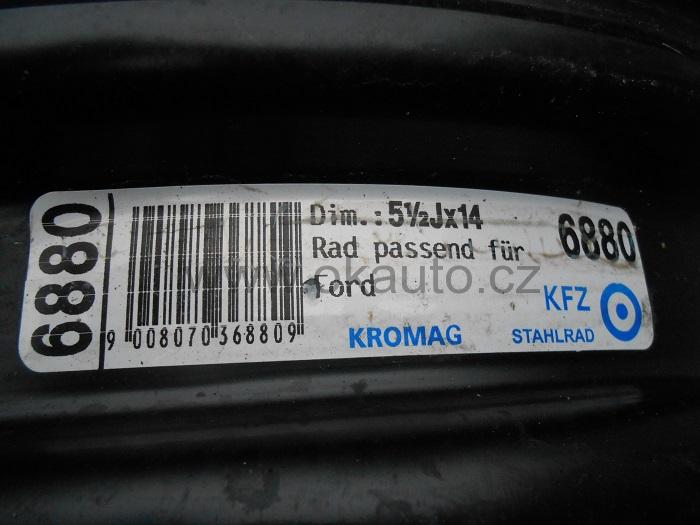 6880
9 008070 368809
Dim.: 5½Jx14
Rad passend für
Ford
6880
KROMAG
KFZ
STAHLRAD
www.okauto.cz